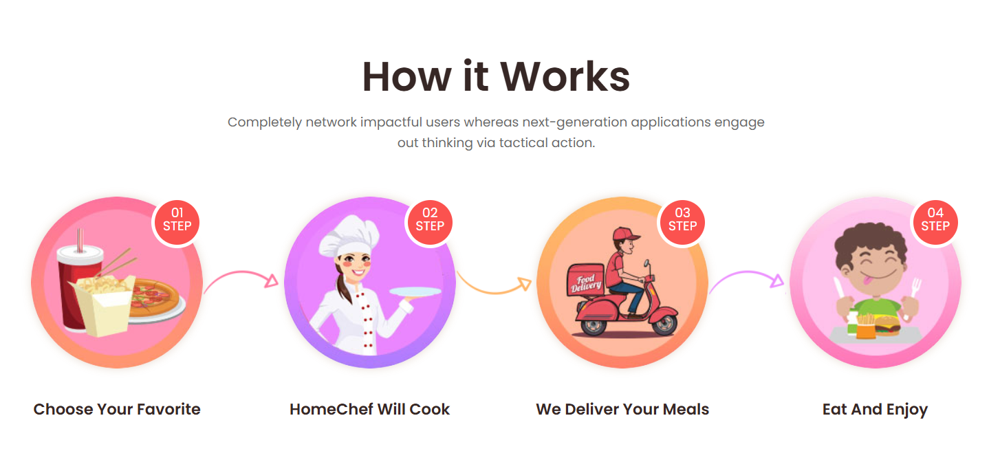 How it Works
Completely network impactful users whereas next-generation applications engage
out thinking via tactical action.
01
STEP
02
STEP
03
STEP
04
STEP
Food
Delivery
Choose Your Favorite
HomeChef Will Cook
We Deliver Your Meals
Eat And Enjoy